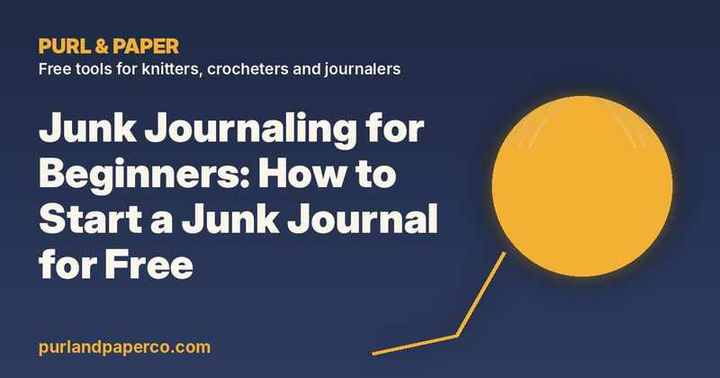 PURL & PAPER
Free tools for knitters, crocheters and journalers
Junk Journaling for
Beginners: How to
Start a Junk Journal
for Free
purlandpaperco.com